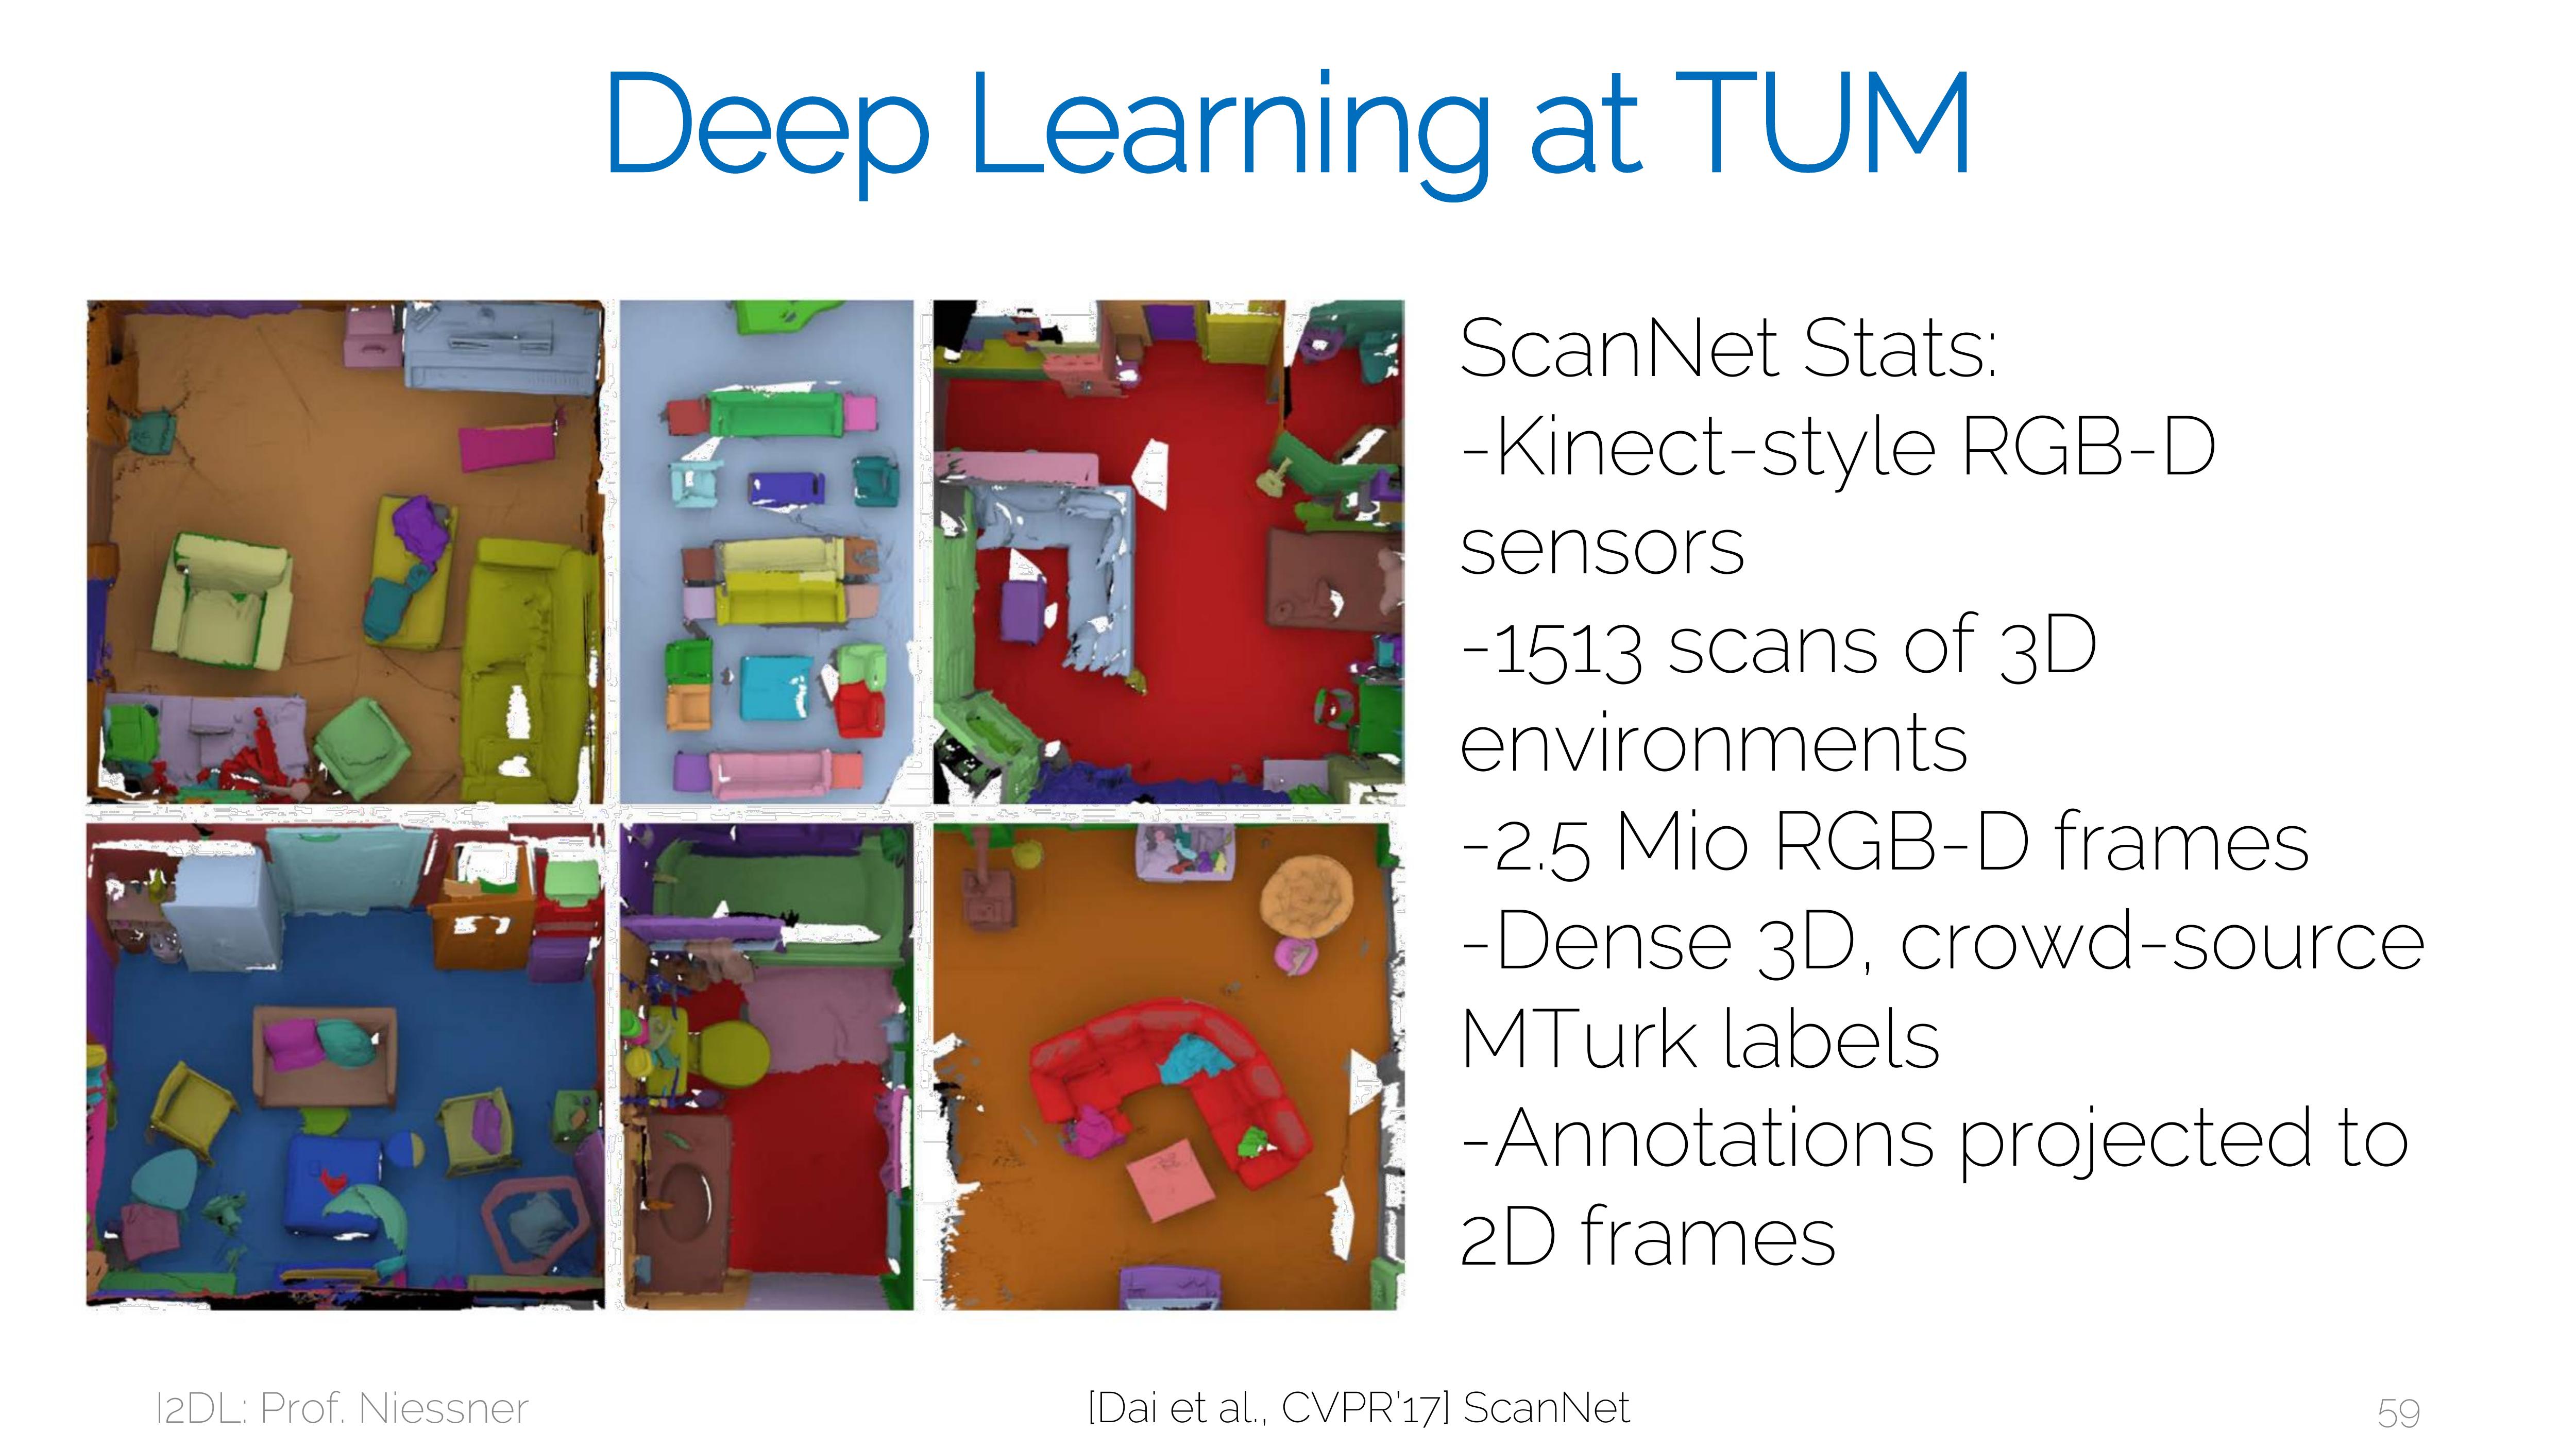 Deep Learning at TUM
ScanNet Stats:
-Kinect-style RGB-D
sensors
-1513 scans of 3D
environments
-2.5 Mio RGB-D frames
-Dense 3D, crowd-source
MTurk labels
-Annotations projected to
2D frames
I2DL: Prof. Niessner
[Dai et al., CVPR'17] ScanNet
59